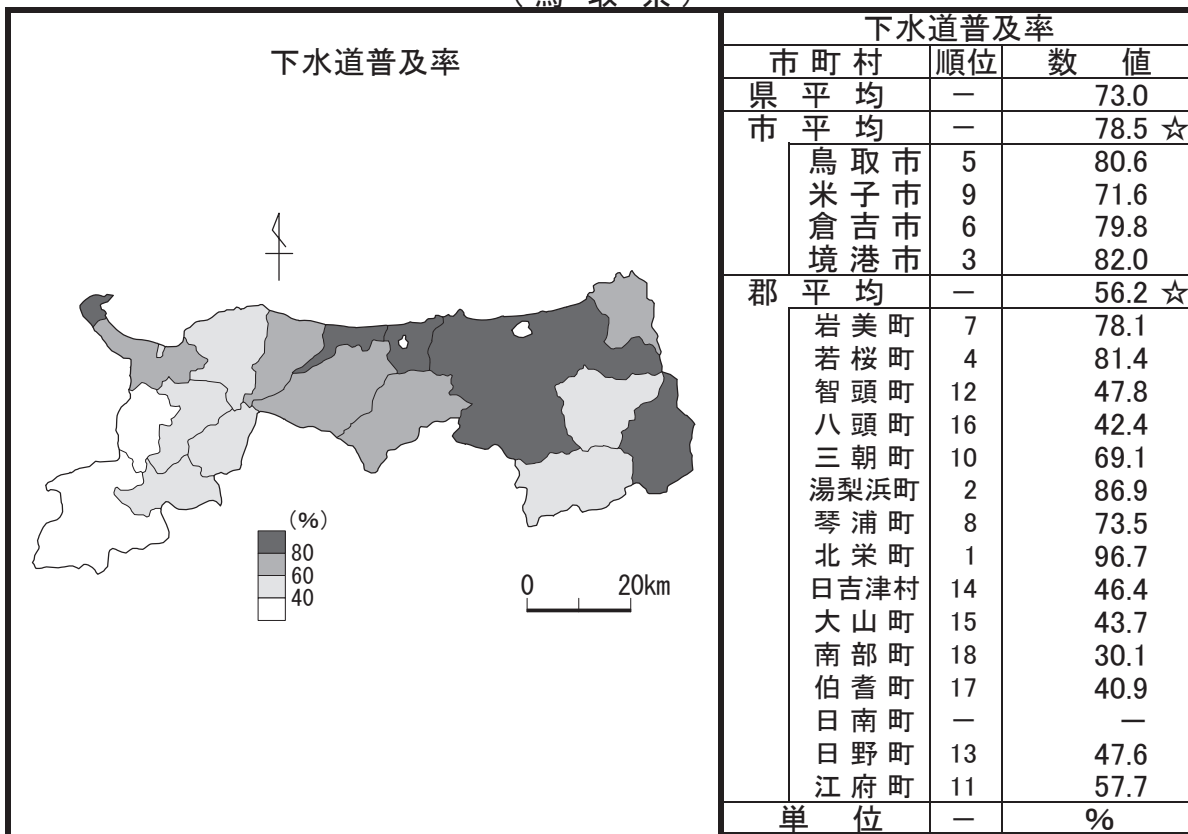 (鳥取県)
下水道普及率
(%)
80
60
40
0 20km
下水道普及率
市町村 順位 数値
県平均 － 73.0
市平均 － 78.5 ☆
鳥取市 5 80.6
米子市 9 71.6
倉吉市 6 79.8
境港市 3 82.0
郡平均 － 56.2 ☆
岩美町 7 78.1
若桜町 4 81.4
智頭町 12 47.8
八頭町 16 42.4
三朝町 10 69.1
湯梨浜町 2 86.9
琴浦町 8 73.5
北栄町 1 96.7
日吉津村 14 46.4
大山町 15 43.7
南部町 18 30.1
伯耆町 17 40.9
日南町 － －
日野町 13 47.6
江府町 11 57.7
単位 － %